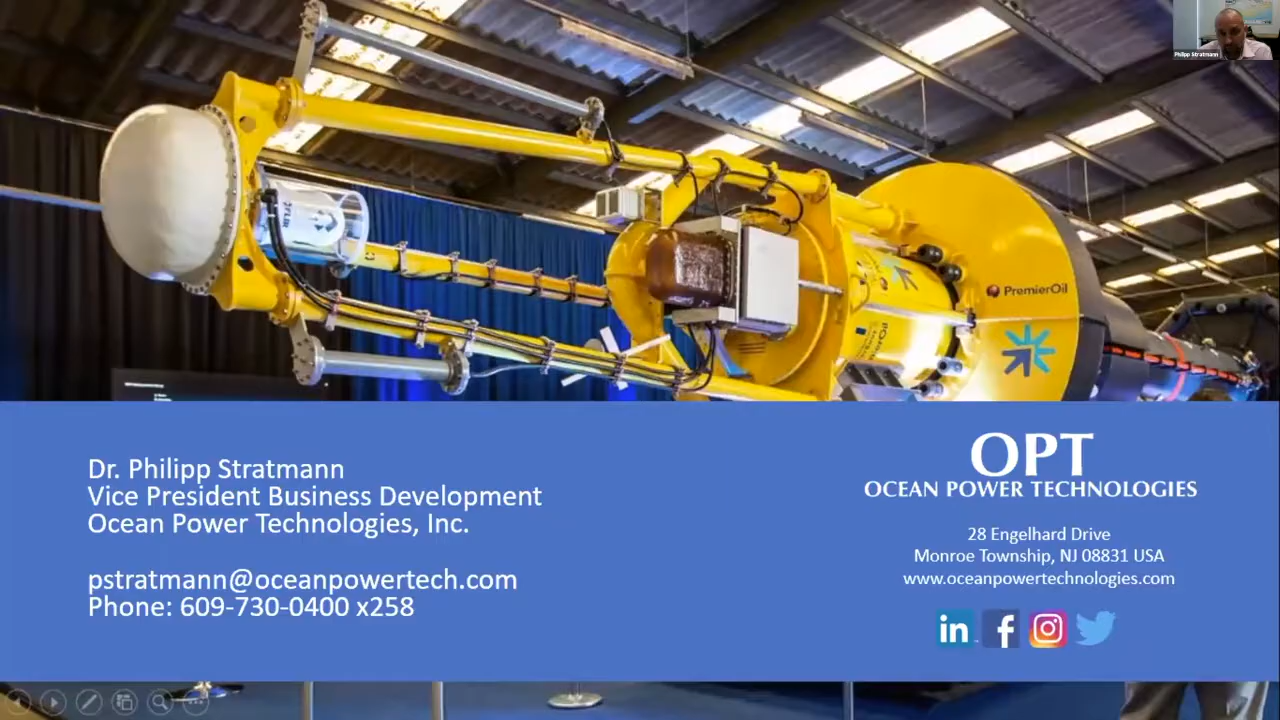 Philipp Stratmann
PremierOil
Dr. Philipp Stratmann
Vice President Business Development
Ocean Power Technologies, Inc.
pstratmann@oceanpowertech.com
Phone: 609-730-0400 x258
OPT
OCEAN POWER TECHNOLOGIES
28 Engelhard Drive
Monroe Township, NJ 08831 USA
www.oceanpowertechnologies.com
in
f